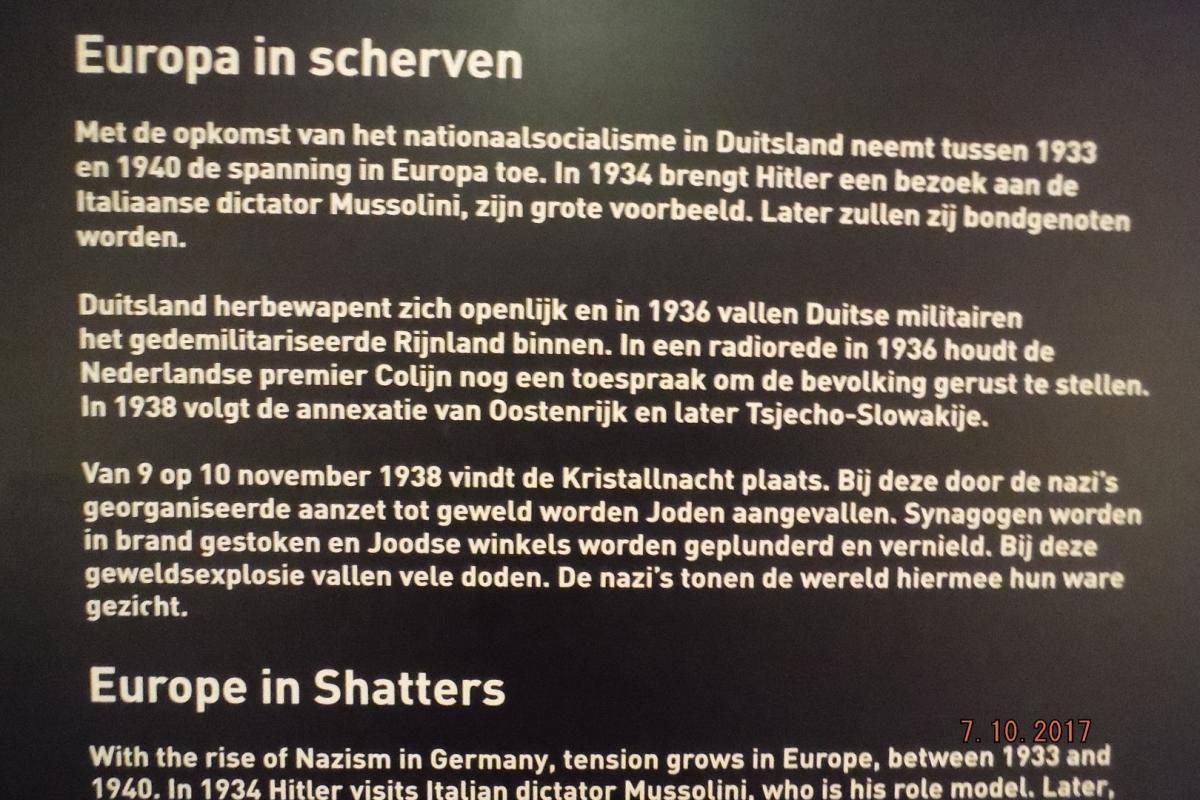 Europa in scherven
Met de opkomst van het nationaalsocialisme in Duitsland neemt tussen 1933
en 1940 de spanning in Europa toe. In 1934 brengt Hitler een bezoek aan de
Italiaanse dictator Mussolini, zijn grote voorbeeld. Later zullen zij bondgenoten
worden.
Duitsland herbewapent zich openlijk en in 1936 vallen Duitse militairen
het gedemilitariseerde Rijnland binnen. In een radiorede in 1936 houdt de
Nederlandse premier Colijn nog een toespraak om de bevolking gerust te stellen.
In 1938 volgt de annexatie van Oostenrijk en later Tsjecho-Slowakije.
Van 9 op 10 november 1938 vindt de Kristallnacht plaats. Bij deze door de nazi's
georganiseerde aanzet tot geweld worden Joden aangevallen. Synagogen worden
in brand gestoken en Joodse winkels worden geplunderd en vernield. Bij deze
geweldsexplosie vallen vele doden. De nazi's tonen de wereld hiermee hun ware
gezicht.
Europe in Shatters
7.10.2017
With the rise of Nazism in Germany, tension grows in Europe, between 1933 and
1940. In 1934 Hitler visits Italian dictator Mussolini, who is his role model. Later,